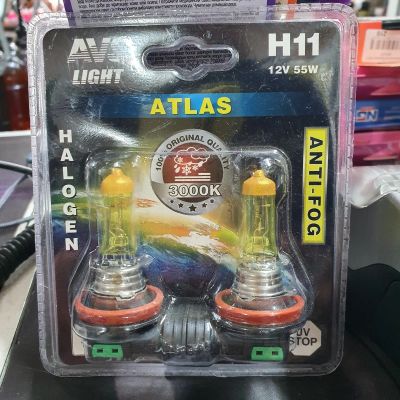 AVS
LIGHT
H11
12V 55W
ATLAS
HALOGEN
100% ORIGINAL QUALITY
3000K
ANTI-FOG
UV
STOP